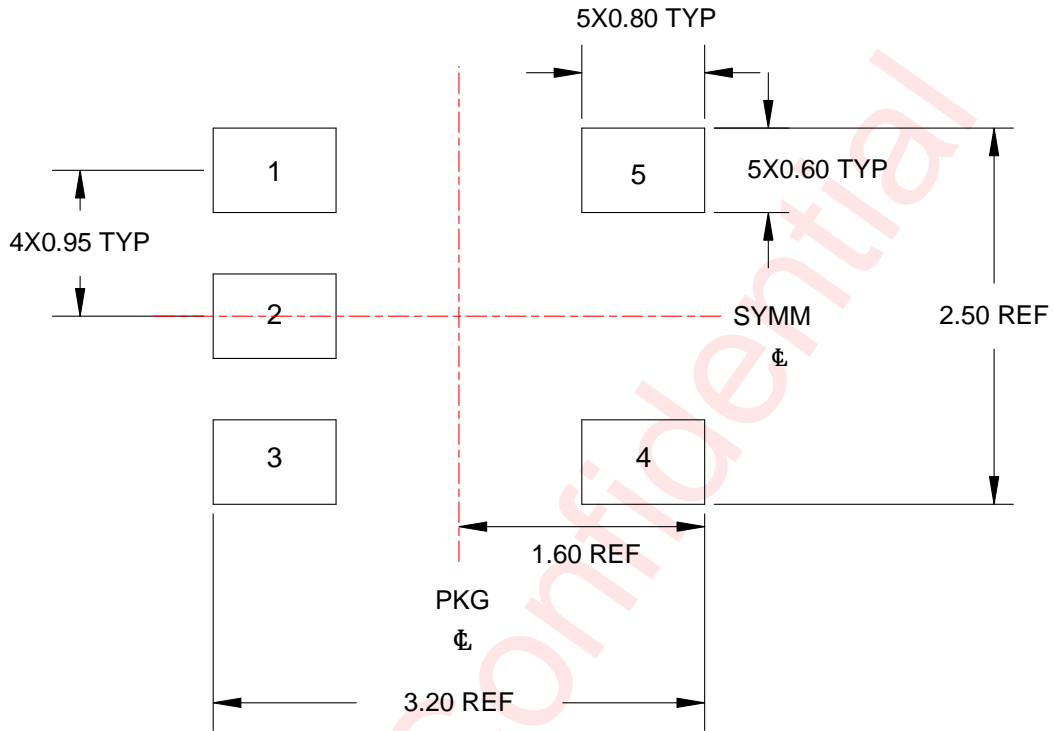 5X0.80 TYP
1
5
5X0.60 TYP
4X0.95 TYP
2
SYMM
℄
2.50 REF
3
4
1.60 REF
PKG
℄
3.20 REF
Confidential